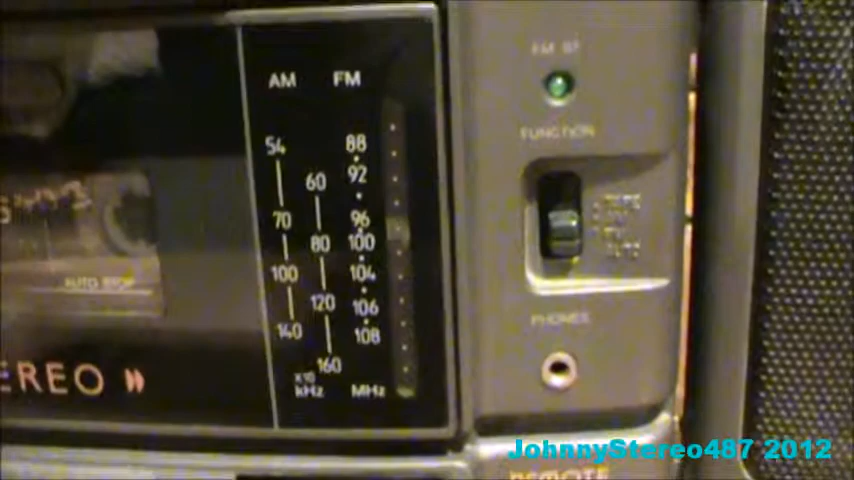 AM FM
54 88
60 92
70 96
80 100
100 104
120 106
140 108
160
X10
kHz MHz
AUTO STOP
EREO
FM ST
FUNCTION
PHONES
REMOTE
JohnnyStereo487 2012